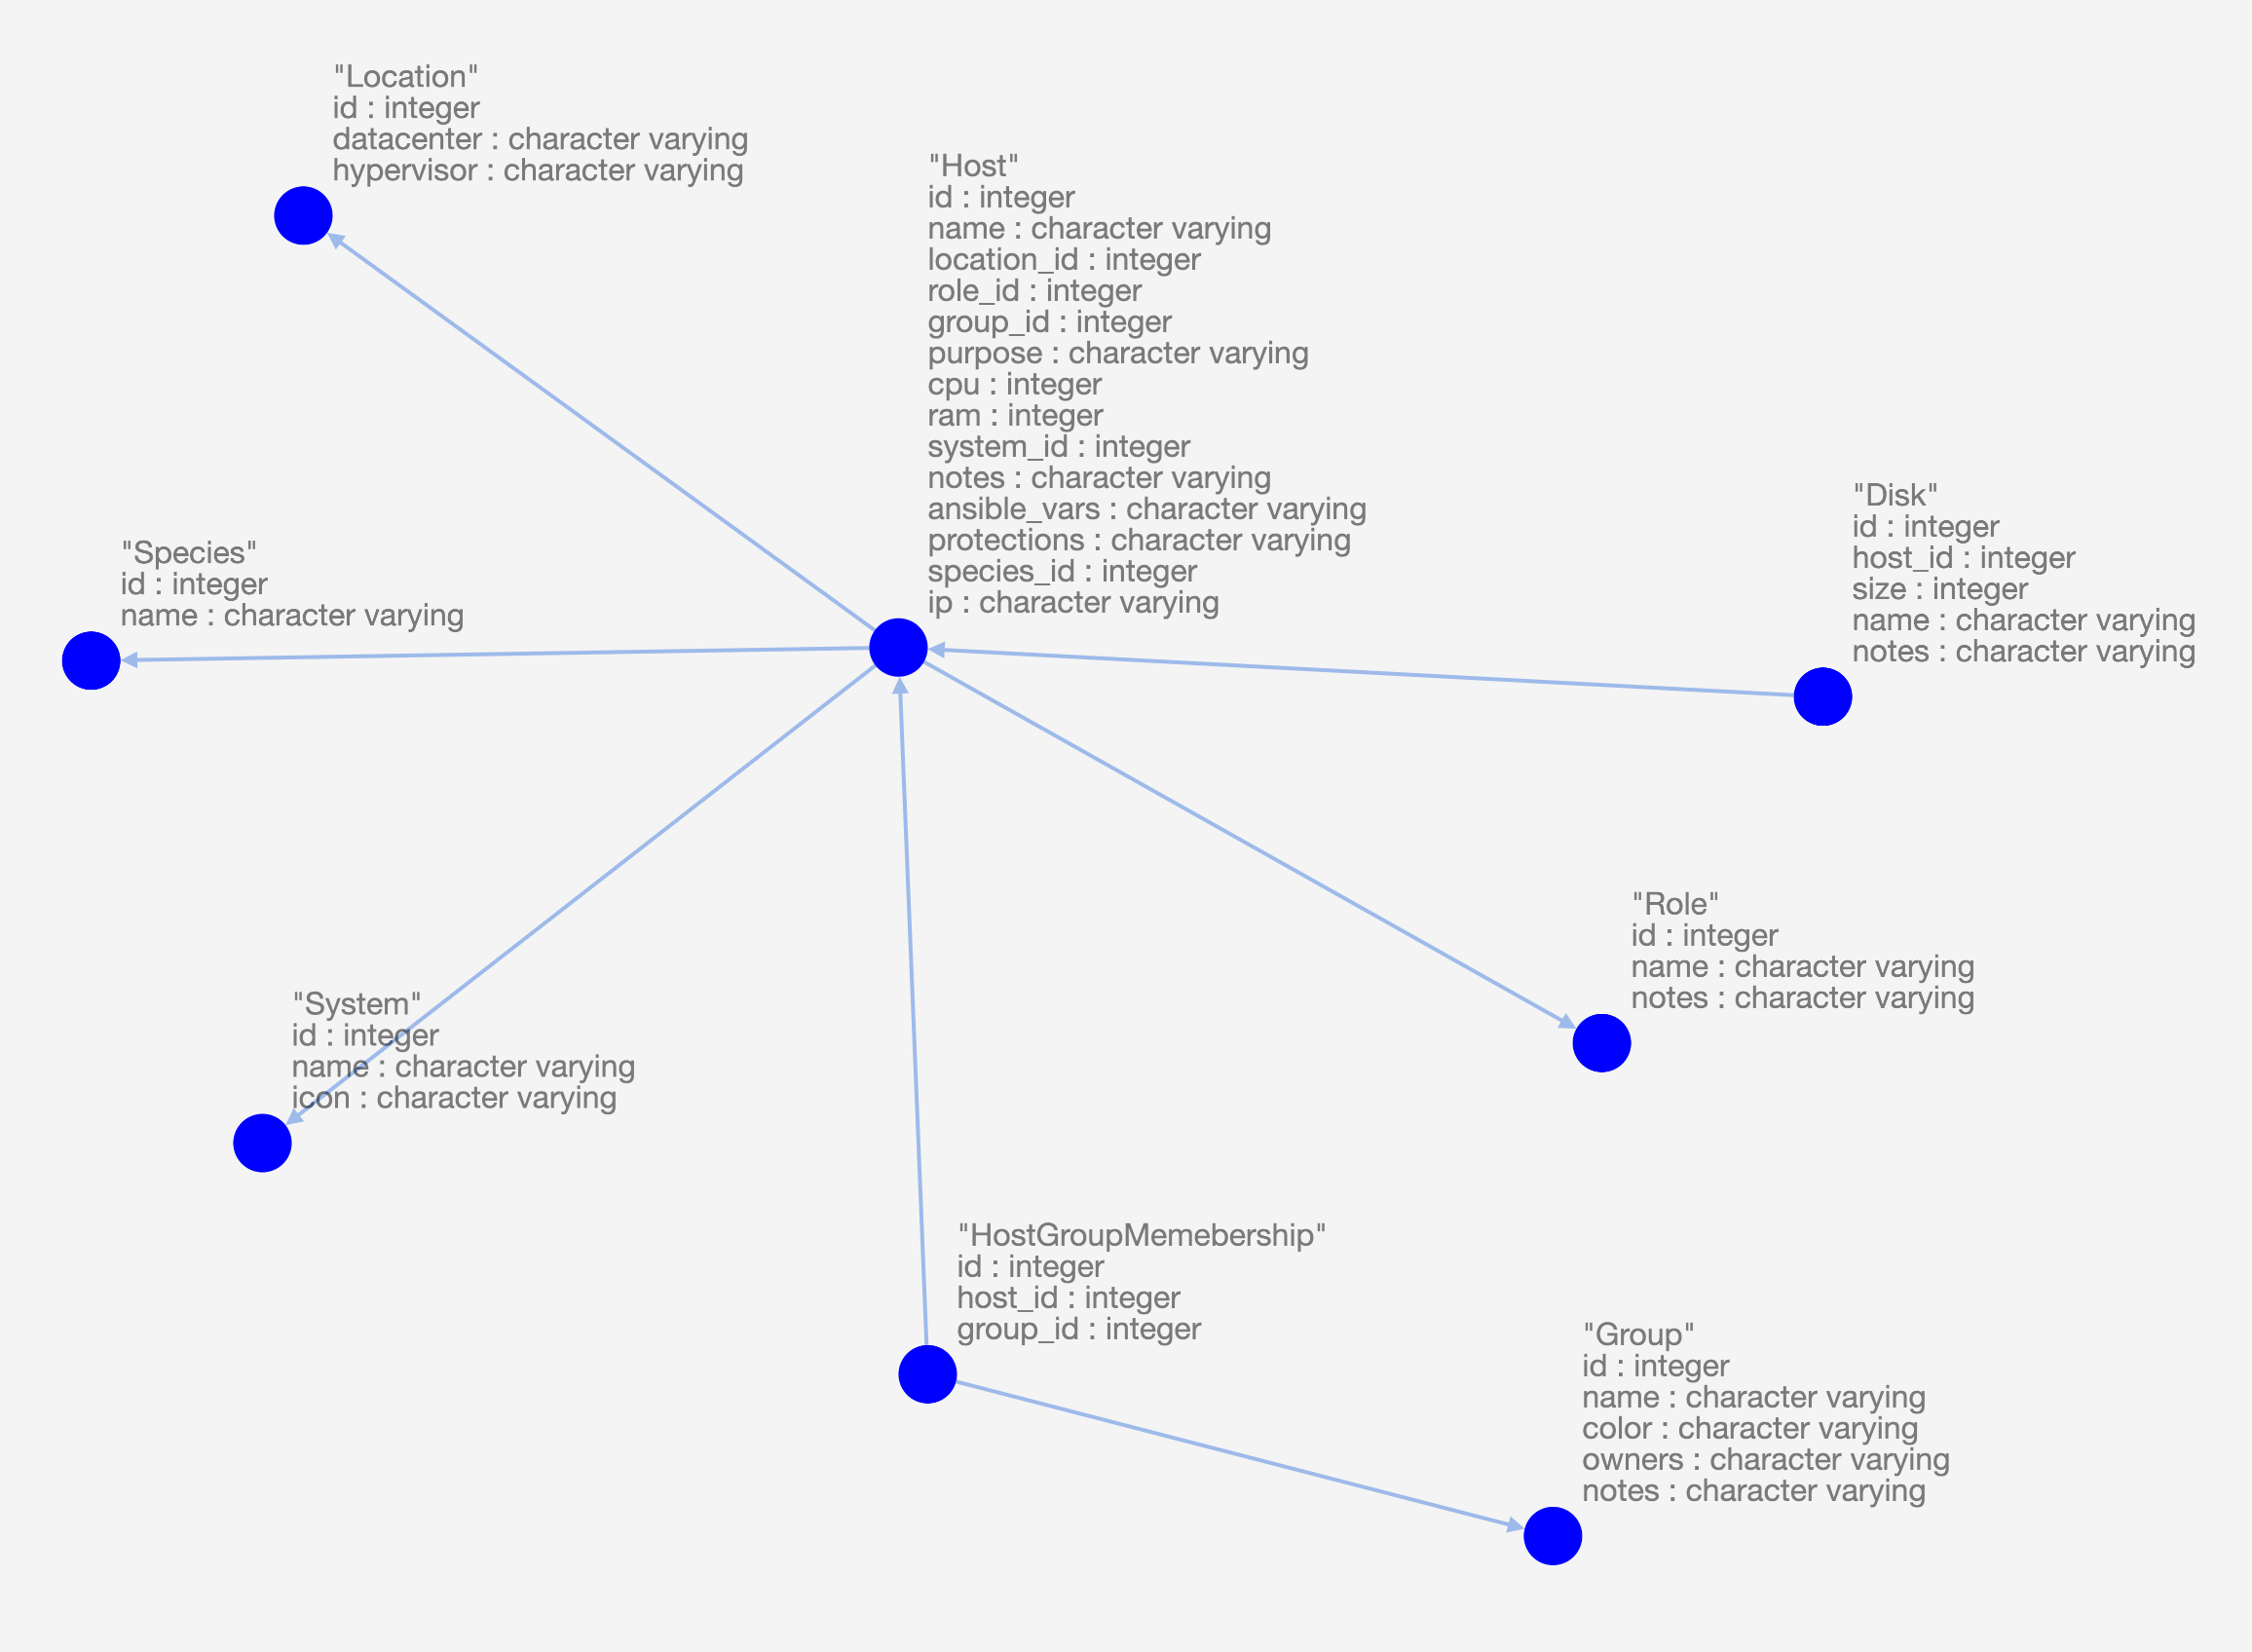 "Location"
id : integer
datacenter : character varying
hypervisor : character varying
"Host"
id : integer
name : character varying
location_id : integer
role_id : integer
group_id : integer
purpose : character varying
cpu : integer
ram : integer
system_id : integer
notes : character varying
ansible_vars : character varying
protections : character varying
species_id : integer
ip : character varying
"Disk"
id : integer
host_id : integer
size : integer
name : character varying
notes : character varying
"Species"
id : integer
name : character varying
"Role"
id : integer
name : character varying
notes : character varying
"System"
id : integer
name : character varying
icon : character varying
"HostGroupMemebership"
id : integer
host_id : integer
group_id : integer
"Group"
id : integer
name : character varying
color : character varying
owners : character varying
notes : character varying